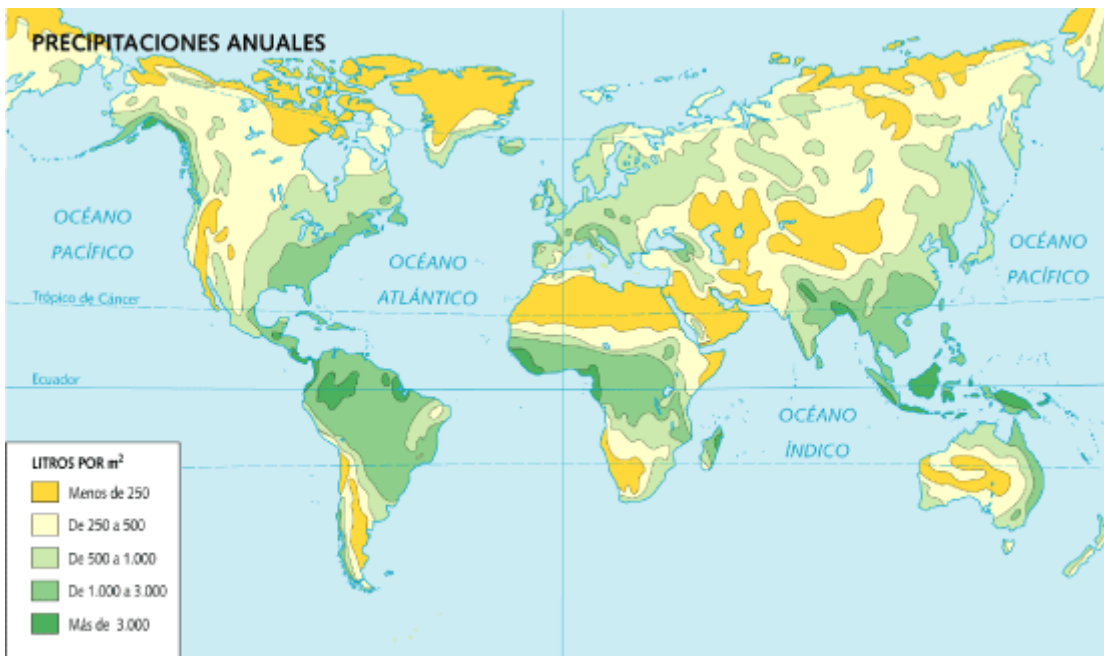 PRECIPITACIONES ANUALES
OCÉANO
PACÍFICO
OCÉANO
ATLÁNTICO
OCÉANO
PACÍFICO
Trópico de Cáncer
Ecuador
OCÉANO
ÍNDICO
LITROS POR m²
Menos de 250
De 250 a 500
De 500 a 1.000
De 1.000 a 3.000
Más de 3.000